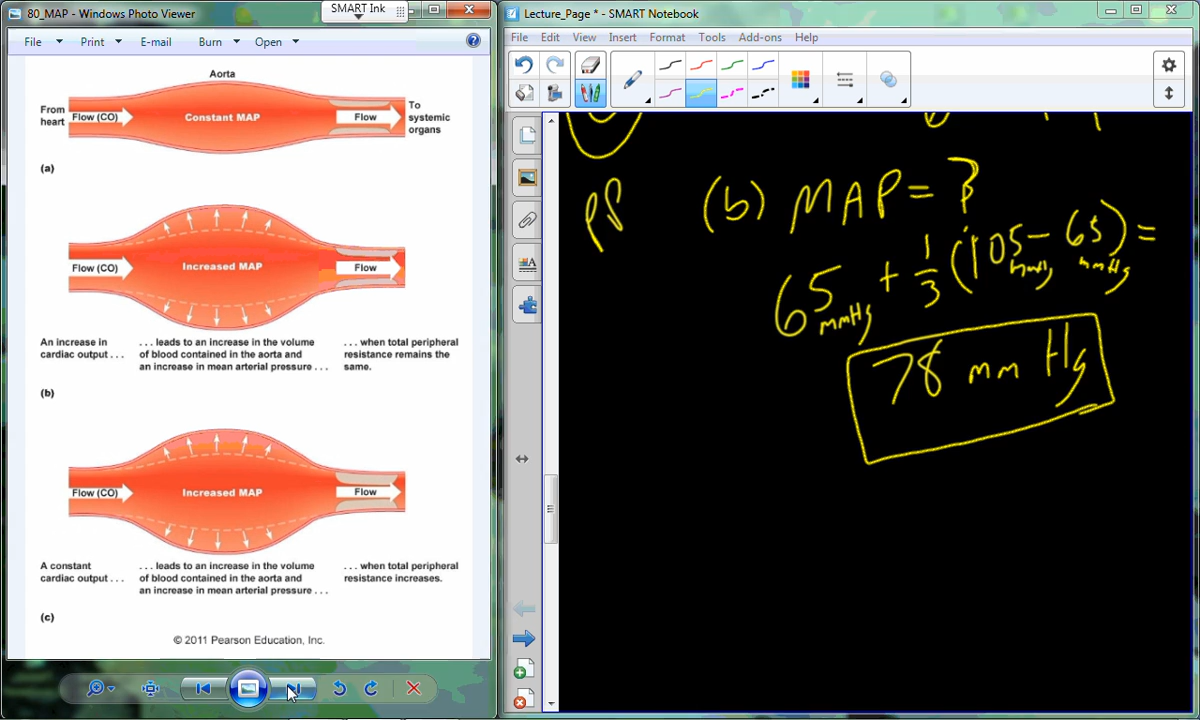 80_MAP - Windows Photo Viewer
SMART Ink
File Print E-mail Burn Open
Aorta
From heart
Flow (CO)
Constant MAP
Flow
To systemic organs
(a)
Flow (CO)
Increased MAP
Flow
An increase in
cardiac output . . .
. . . leads to an increase in the volume
of blood contained in the aorta and
an increase in mean arterial pressure . . .
. . . when total peripheral
resistance remains the
same.
(b)
Flow (CO)
Increased MAP
Flow
A constant
cardiac output . . .
. . . leads to an increase in the volume
of blood contained in the aorta and
an increase in mean arterial pressure . . .
. . . when total peripheral
resistance increases.
(c)
© 2011 Pearson Education, Inc.
Lecture_Page * - SMART Notebook
File Edit View Insert Format Tools Add-ons Help
PP (b) MAP = ?
65 mmHg + 1/3 (105 mmHg - 65 mmHg) =
78 mm Hg